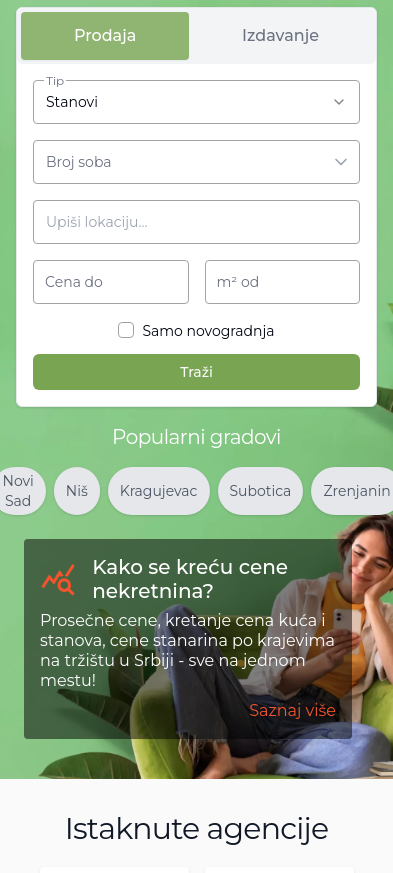 Prodaja
Izdavanje
Tip
Stanovi
Broj soba
Upiši lokaciju...
Cena do
m² od
Samo novogradnja
Traži
Popularni gradovi
Novi
Sad
Niš
Kragujevac
Subotica
Zrenjanin
Kako se kreću cene
nekretnina?
Prosečne cene, kretanje cena kuća i
stanova, cene stanarina po krajevima
na tržištu u Srbiji - sve na jednom
mestu!
Saznaj više
Istaknute agencije